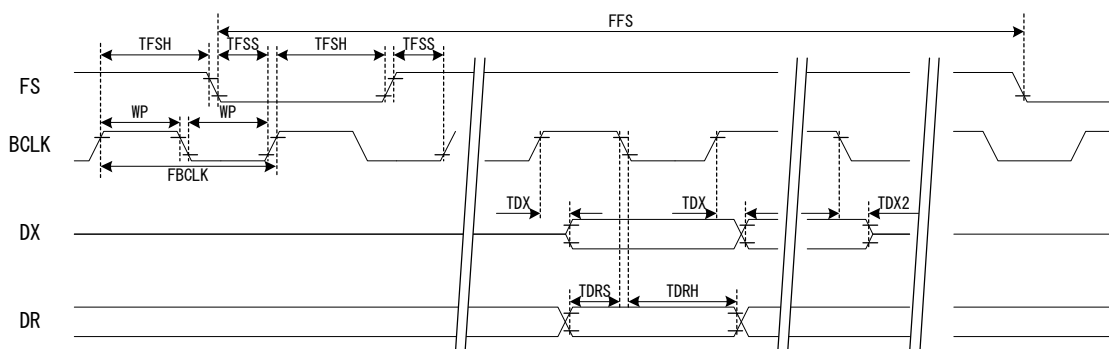 FFS
TFSH TFSS TFSH TFSS
FS
WP WP
BCLK
FBCLK
TDX TDX TDX2
DX
TDRS TDRH
DR